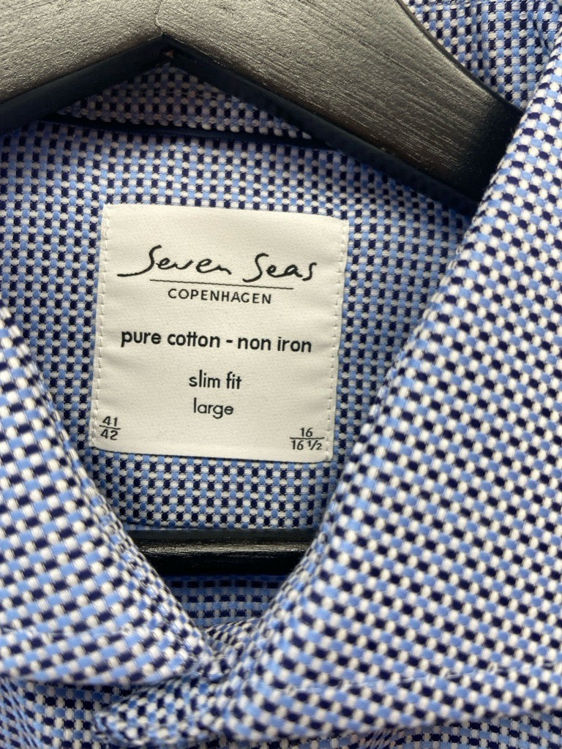 Seven Seas
COPENHAGEN
pure cotton - non iron
slim fit
large
41
42
16
16 1/2